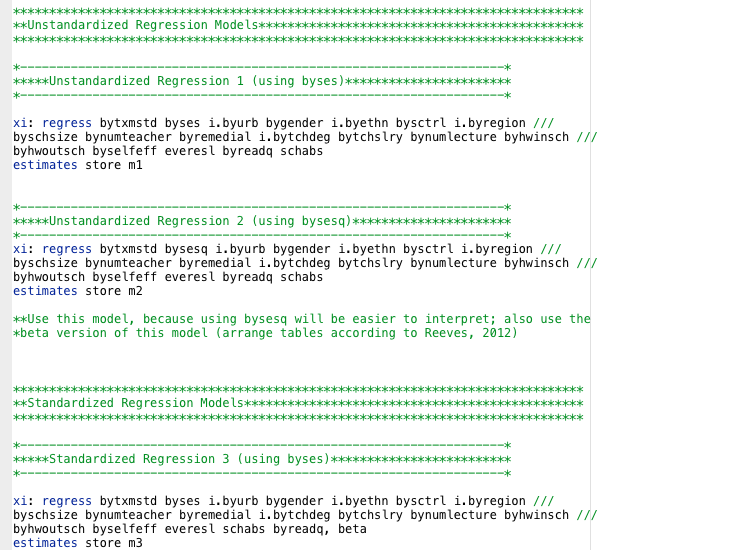 *******************************************************************************
**Unstandardized Regression Models*********************************************
*******************************************************************************
*-------------------------------------------------------------------*
*****Unstandardized Regression 1 (using byses)***********************
*-------------------------------------------------------------------*
xi: regress bytxmstd byses i.byurb bygender i.byethn bysctrl i.byregion ///
byschsize bynumteacher byremedial i.bytchdeg bytchslry bynumlecture byhwinsch ///
byhwoutsch byselfeff everesl byreadq schabs
estimates store m1
*-------------------------------------------------------------------*
*****Unstandardized Regression 2 (using bysesq)**********************
*-------------------------------------------------------------------*
xi: regress bytxmstd bysesq i.byurb bygender i.byethn bysctrl i.byregion ///
byschsize bynumteacher byremedial i.bytchdeg bytchslry bynumlecture byhwinsch ///
byhwoutsch byselfeff everesl byreadq schabs
estimates store m2
**Use this model, because using bysesq will be easier to interpret; also use the
*beta version of this model (arrange tables according to Reeves, 2012)
*******************************************************************************
**Standardized Regression Models***********************************************
*******************************************************************************
*-------------------------------------------------------------------*
*****Standardized Regression 3 (using byses)*************************
*-------------------------------------------------------------------*
xi: regress bytxmstd byses i.byurb bygender i.byethn bysctrl i.byregion ///
byschsize bynumteacher byremedial i.bytchdeg bytchslry bynumlecture byhwinsch ///
byhwoutsch byselfeff everesl schabs byreadq, beta
estimates store m3